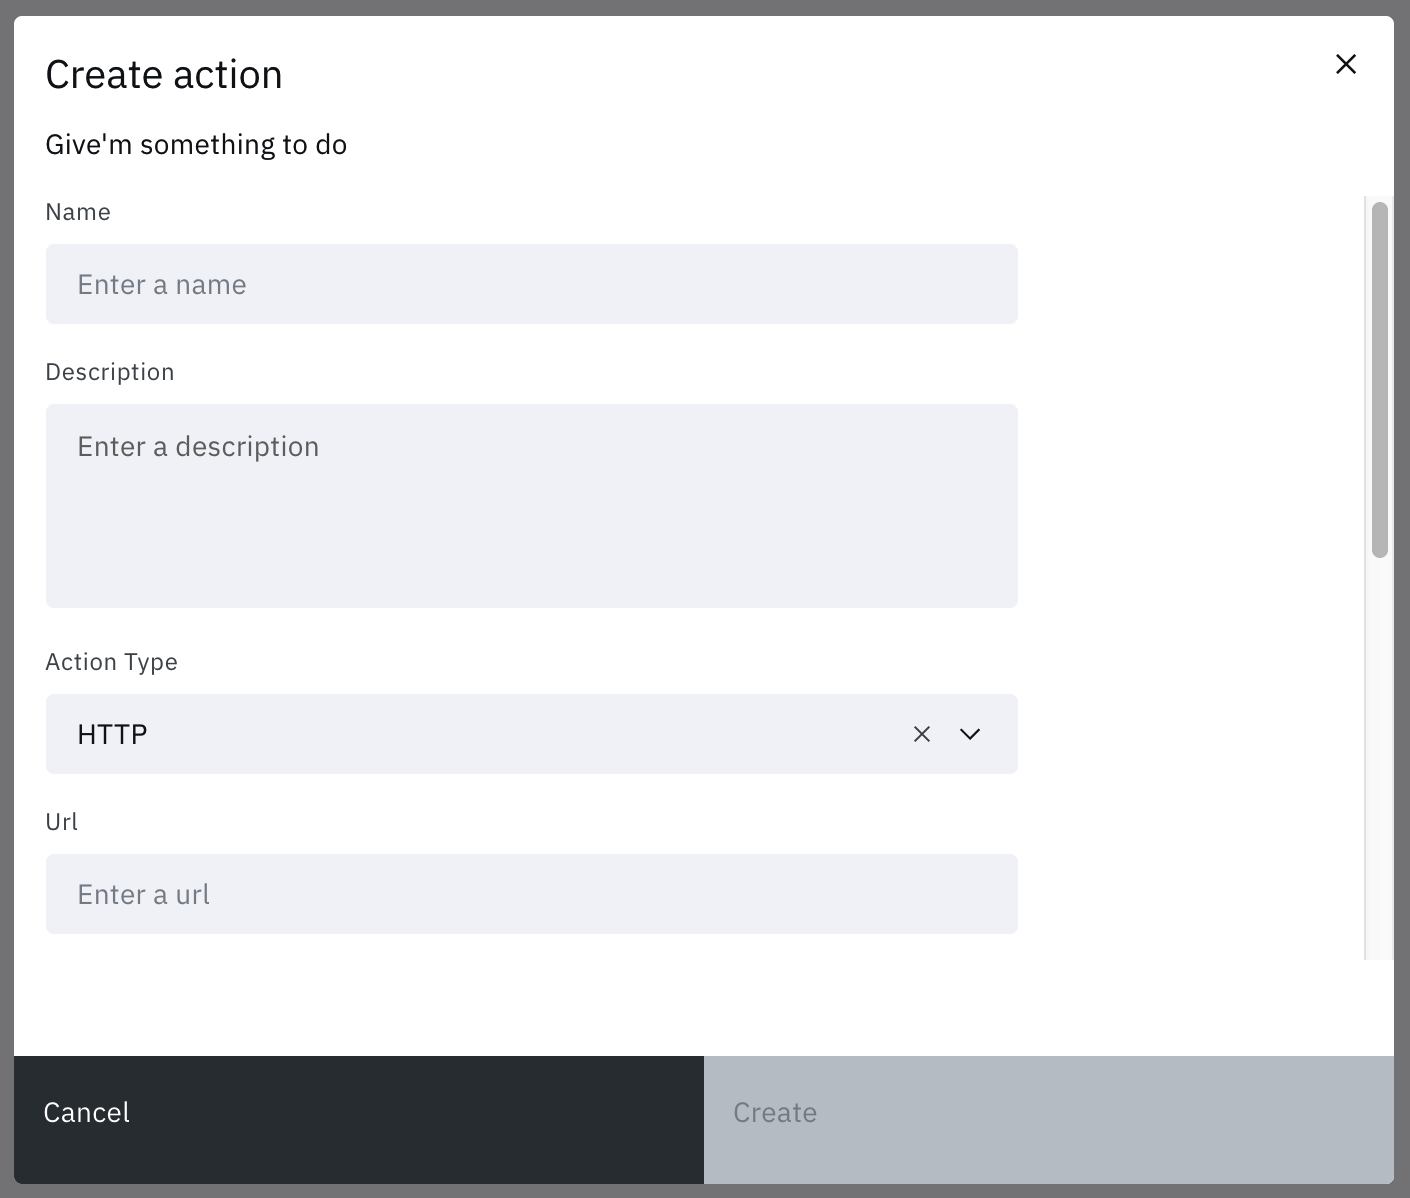 Create action
Give'm something to do
Name
Enter a name
Description
Enter a description
Action Type
HTTP
Url
Enter a url
Cancel
Create